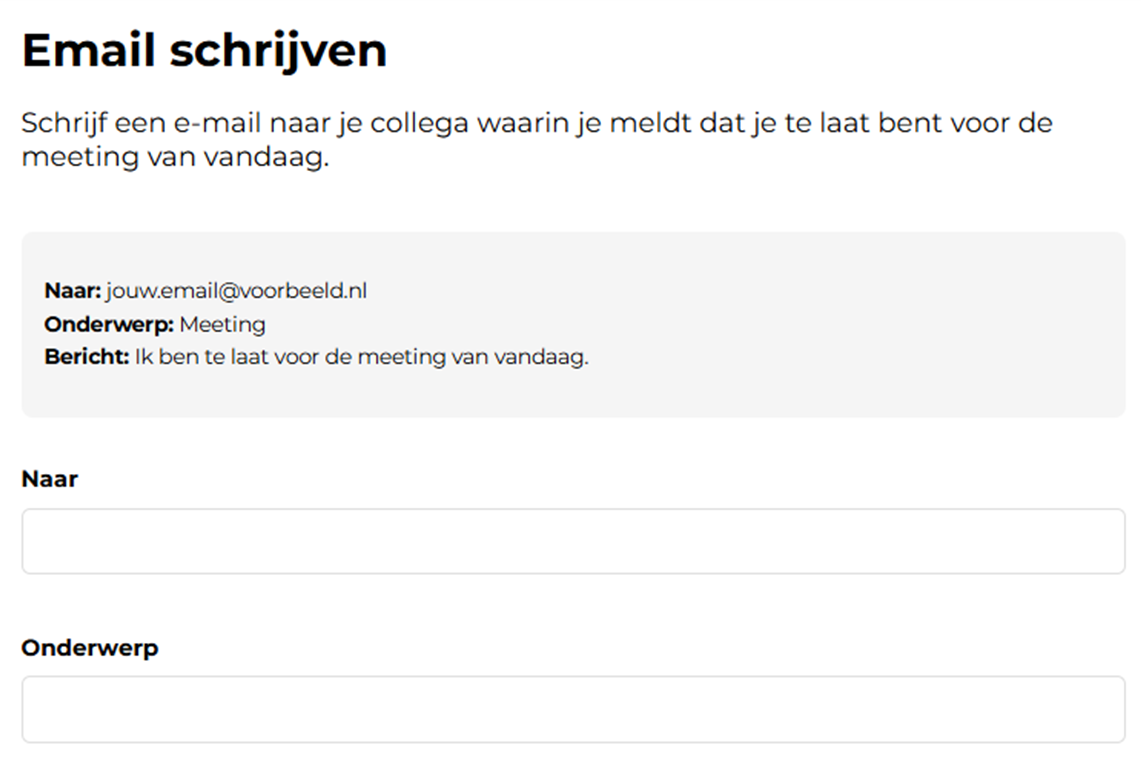 Email schrijven
Schrijf een e-mail naar je collega waarin je meldt dat je te laat bent voor de
meeting van vandaag.
Naar: jouw.email@voorbeeld.nl
Onderwerp: Meeting
Bericht: Ik ben te laat voor de meeting van vandaag.
Naar
Onderwerp